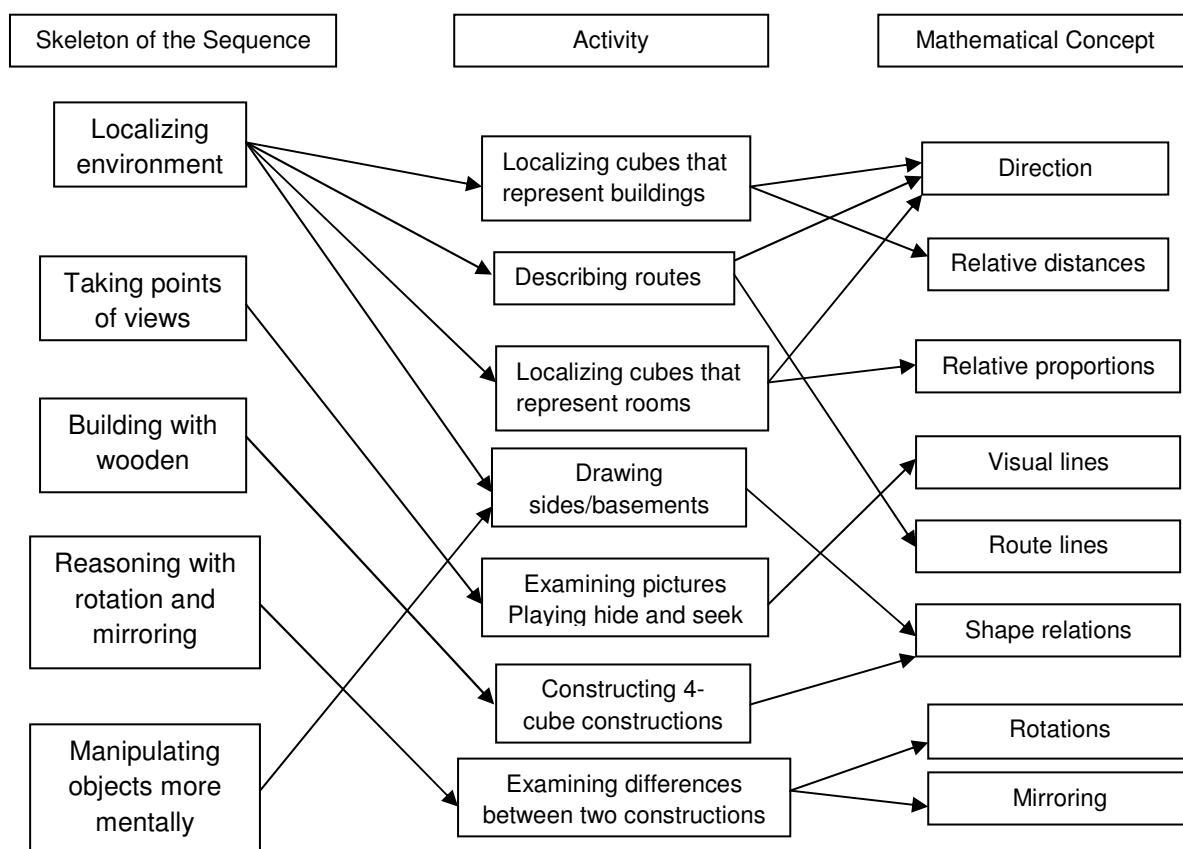 Skeleton of the Sequence
Activity
Mathematical Concept
Localizing
environment
Taking points
of views
Building with
wooden
Reasoning with
rotation and
mirroring
Manipulating
objects more
mentally
Localizing cubes that
represent buildings
Describing routes
Localizing cubes that
represent rooms
Drawing
sides/basements
Examining pictures
Playing hide and seek
Constructing 4-
cube constructions
Examining differences
between two constructions
Direction
Relative distances
Relative proportions
Visual lines
Route lines
Shape relations
Rotations
Mirroring